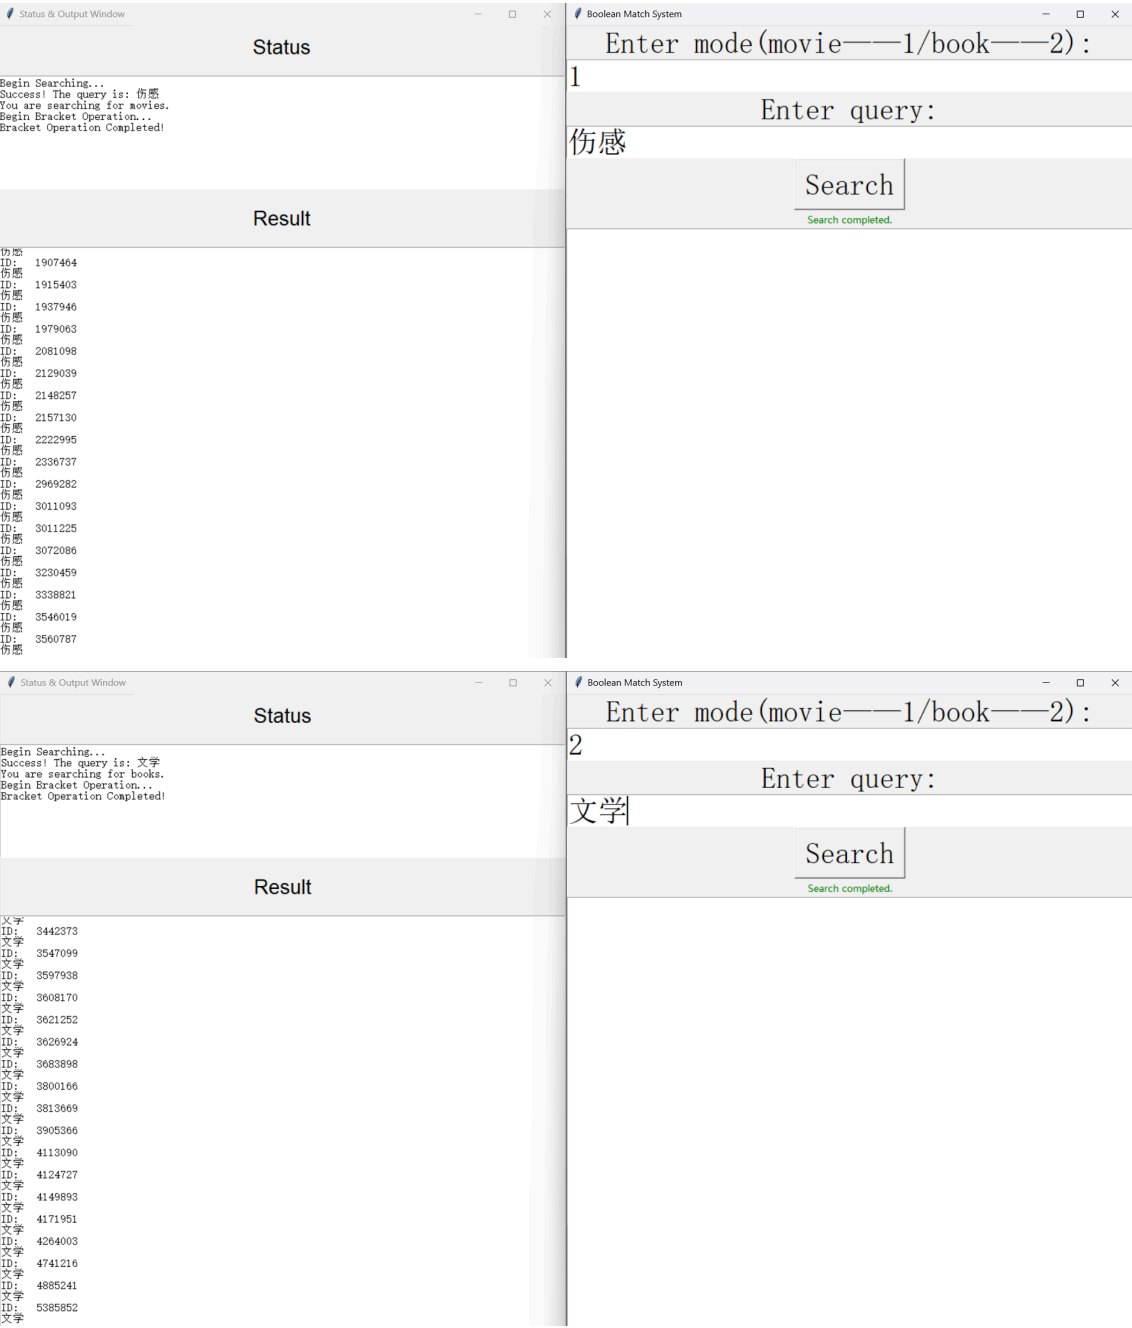 Status & Output Window
Status
Begin Searching...
Success! The query is: 伤感
You are searching for movies.
Begin Bracket Operation...
Bracket Operation Completed!
Result
伤感
ID: 1907464
伤感
ID: 1915403
伤感
ID: 1937946
伤感
ID: 1979063
伤感
ID: 2081098
伤感
ID: 2129039
伤感
ID: 2148257
伤感
ID: 2157130
伤感
ID: 2222995
伤感
ID: 2336737
伤感
ID: 2969282
伤感
ID: 3011093
伤感
ID: 3011225
伤感
ID: 3072086
伤感
ID: 3230459
伤感
ID: 3338821
伤感
ID: 3546019
伤感
ID: 3560787
伤感
Boolean Match System
Enter mode(movie——1/book——2):
1
Enter query:
伤感
Search
Search completed.
Status & Output Window
Status
Begin Searching...
Success! The query is: 文学
You are searching for books.
Begin Bracket Operation...
Bracket Operation Completed!
Result
文学
ID: 3442373
文学
ID: 3547099
文学
ID: 3597938
文学
ID: 3608170
文学
ID: 3621252
文学
ID: 3626924
文学
ID: 3683898
文学
ID: 3800166
文学
ID: 3813669
文学
ID: 3905366
文学
ID: 4113090
文学
ID: 4124727
文学
ID: 4149893
文学
ID: 4171951
文学
ID: 4264003
文学
ID: 4741216
文学
ID: 4885241
文学
ID: 5385852
文学
Boolean Match System
Enter mode(movie——1/book——2):
2
Enter query:
文学
Search
Search completed.